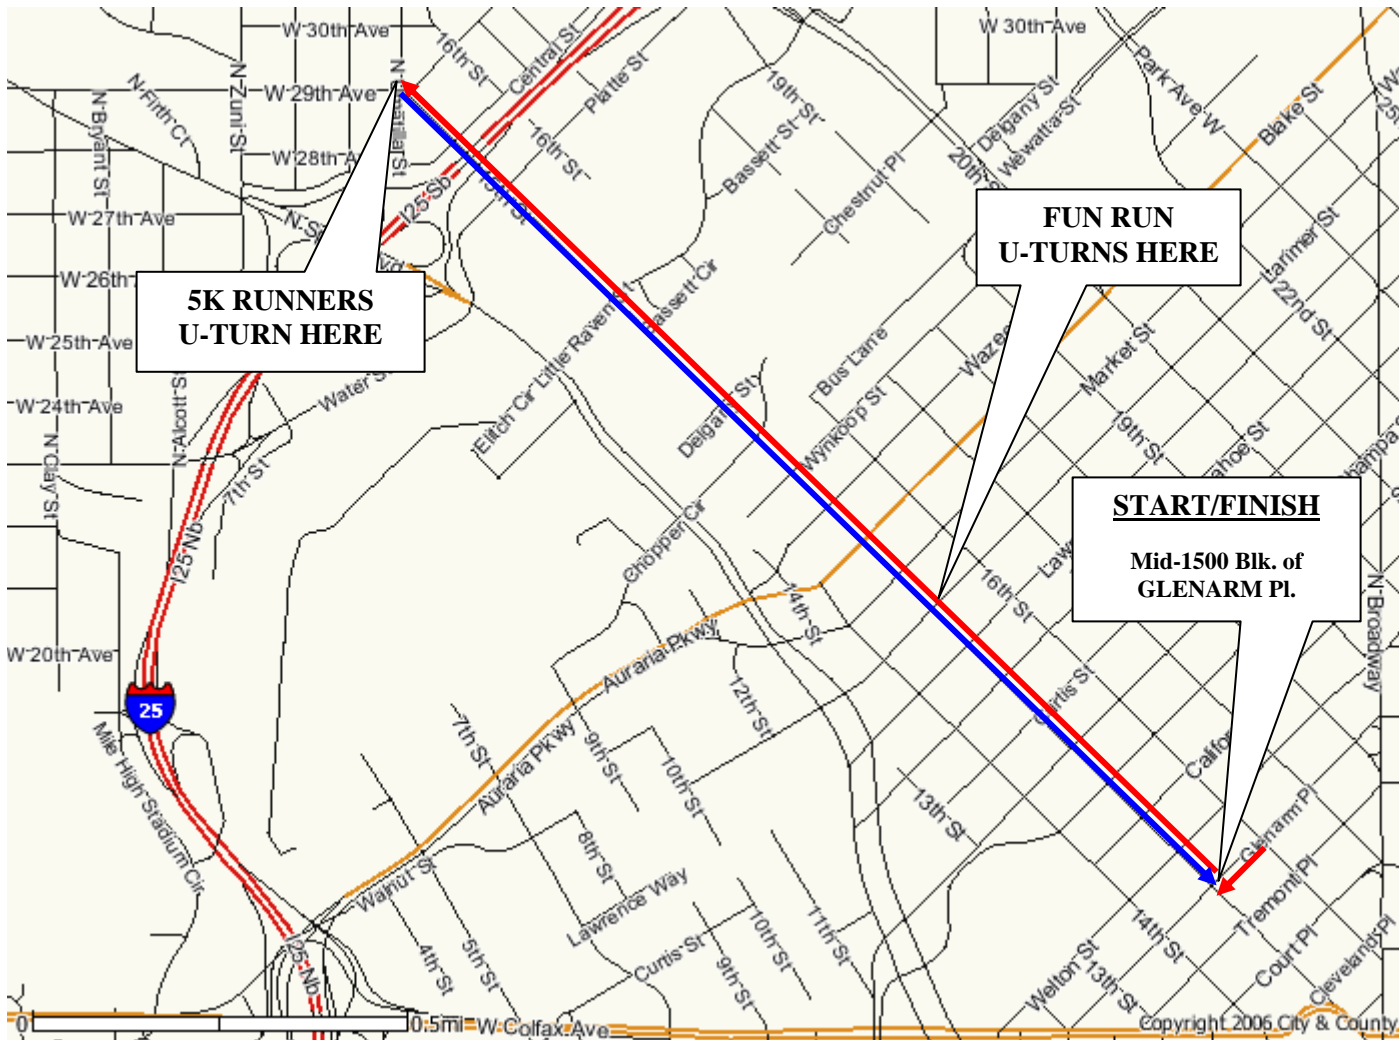 W 30th Ave
16th St
Central St
Platte St
W 30th Ave
Park Ave W
N Zuni St
N Firth Ct
N Bryant St
W 29th Ave
19th St
Delgany St
Wewatta St
Blake St
W 28th A
16th St
Bassett St
Chestnut Pl
20th S
I25 Sb
15th St
W 27th Ave
N S
vd
FUN RUN
U-TURNS HERE
Larimer St
22nd St
W 26th
5K RUNNERS
U-TURN HERE
Bassett Cir
Little Raven St
Elitch Cir
W 25th Ave
Water S
Bus Lane
Wazee
Market St
W 24th Ave
N Alcott St
Delgany St
Wynkoop St
19th St
ahoe St
hampa
N Clay St
7th St
START/FINISH
Mid-1500 Blk. of
GLENARM Pl.
I25 Nb
Chopper Cir
16th St
Law
14th St
N Broadway
W 20th Ave
Auraria Pkwy
Curtis St
12th St
25
Mile High Stadium Cir
7th St
Auraria Pkwy
9th St
10th St
Califor
13th St
Glenarm Pl
8th St
Walnut St
Lawrence Way
Tremont Pl
14th St
11th St
10th St
9th St
Curtis St
5th St
4th St
I25 Nb
Welton St
13th St
Court Pl
Cleveland Pl
0
0.5mi
W Colfax Ave
Copyright 2006 City & County